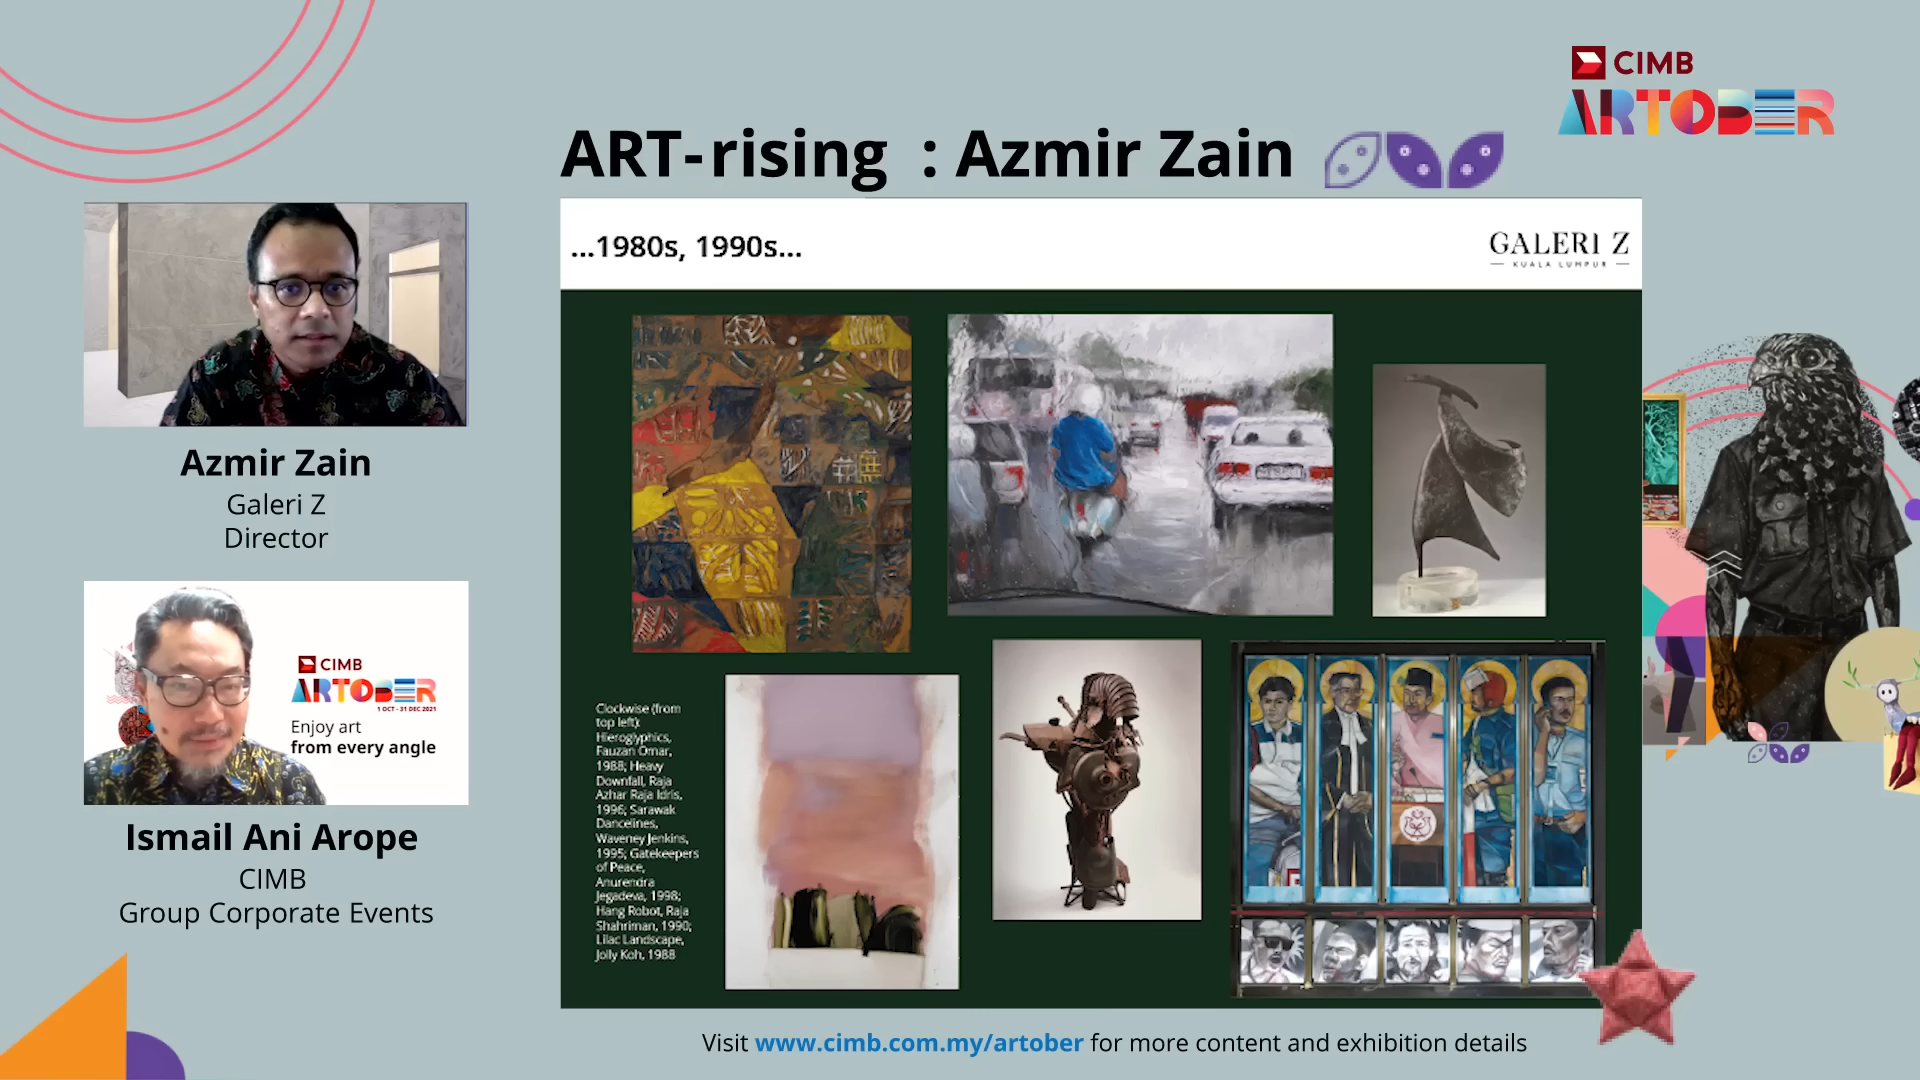 CIMB
ARTOBER
ART-rising : Azmir Zain
...1980s, 1990s...
GALERI Z
KUALA LUMPUR
Azmir Zain
Galeri Z
Director
CIMB
ARTOBER
1 OCT - 31 DEC 2021
Enjoy art
from every angle
Ismail Ani Arope
CIMB
Group Corporate Events
Clockwise (from
top left):
Hieroglyphics,
Fauzan Omar,
1988; Heavy
Downfall, Raja
Azhar Raja Idris,
1996; Sarawak
Dancelines,
Waveney Jenkins,
1995; Gatekeepers
of Peace,
Anurendra
Jegadeva, 1998;
Hang Robot, Raja
Shahriman, 1990;
Lilac Landscape,
Jolly Koh, 1988
Visit www.cimb.com.my/artober for more content and exhibition details